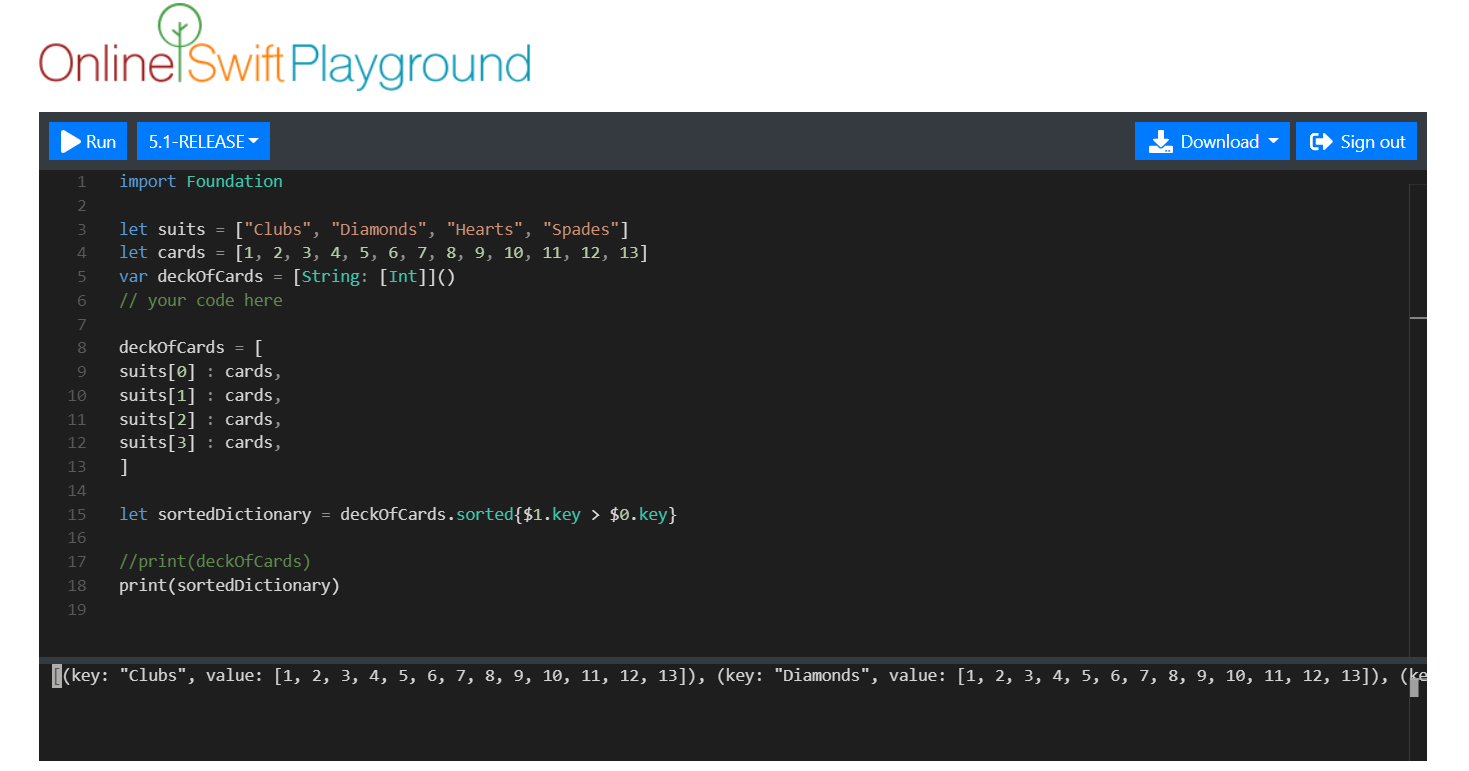 Online Swift Playground
Run 5.1-RELEASE Download Sign out
1 import Foundation
2
3 let suits = ["Clubs", "Diamonds", "Hearts", "Spades"]
4 let cards = [1, 2, 3, 4, 5, 6, 7, 8, 9, 10, 11, 12, 13]
5 var deckOfCards = [String: [Int]]()
6 // your code here
7
8 deckOfCards = [
9 suits[0] : cards,
10 suits[1] : cards,
11 suits[2] : cards,
12 suits[3] : cards,
13 ]
14
15 let sortedDictionary = deckOfCards.sorted{$1.key > $0.key}
16
17 //print(deckOfCards)
18 print(sortedDictionary)
19
[(key: "Clubs", value: [1, 2, 3, 4, 5, 6, 7, 8, 9, 10, 11, 12, 13]), (key: "Diamonds", value: [1, 2, 3, 4, 5, 6, 7, 8, 9, 10, 11, 12, 13]), (ke